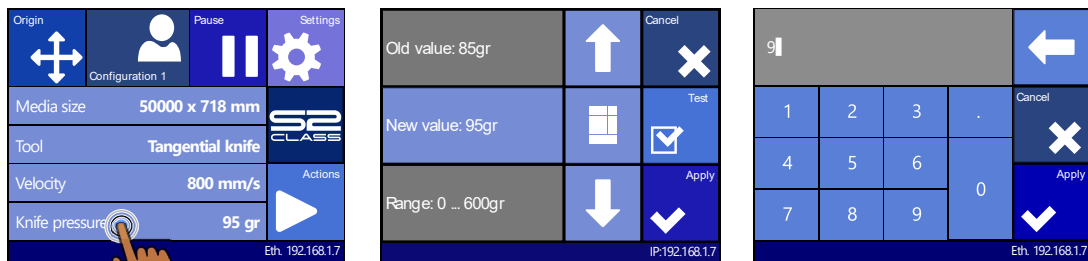 Origin
Configuration 1
Pause
Settings
Media size 50000 x 718 mm
S2 CLASS
Tool Tangential knife
Velocity 800 mm/s
Actions
Knife pressure 95 gr
Eth. 192.168.1.7
Old value: 85gr
Cancel
New value: 95gr
Test
Range: 0 ... 600gr
Apply
IP:192.168.1.7
9
1 2 3 .
Cancel
4 5 6
0
Apply
7 8 9
Eth. 192.168.1.7